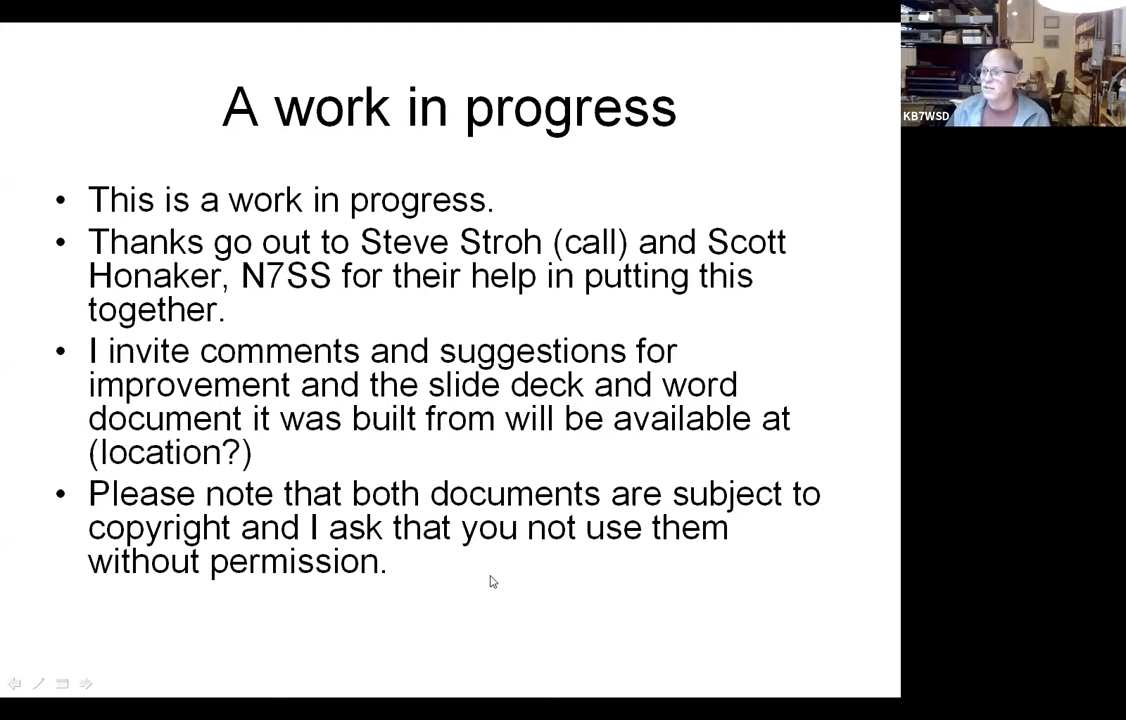 A work in progress
• This is a work in progress.
• Thanks go out to Steve Stroh (call) and Scott
Honaker, N7SS for their help in putting this
together.
• I invite comments and suggestions for
improvement and the slide deck and word
document it was built from will be available at
(location?)
• Please note that both documents are subject to
copyright and I ask that you not use them
without permission.
KB7WSD